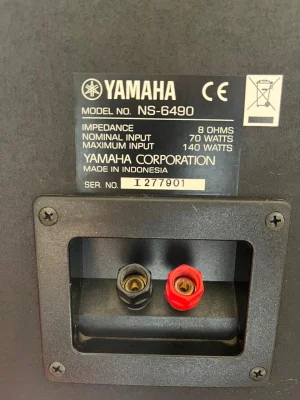 YAMAHA CE
MODEL NO. NS-6490
IMPEDANCE 8 OHMS
NOMINAL INPUT 70 WATTS
MAXIMUM INPUT 140 WATTS
YAMAHA CORPORATION
MADE IN INDONESIA
SER. NO. I 277901